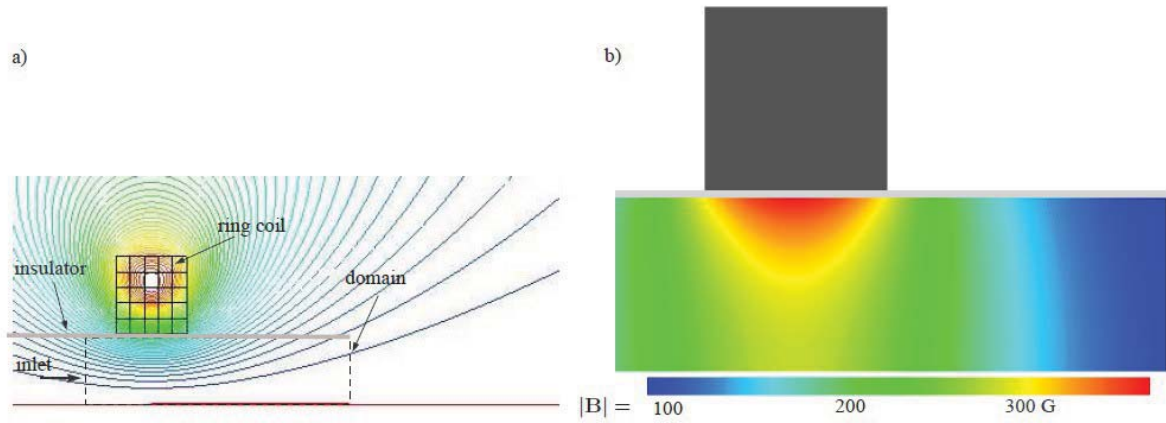 a)
ring coil
insulator
domain
inlet
b)
|B| =
100
200
300 G